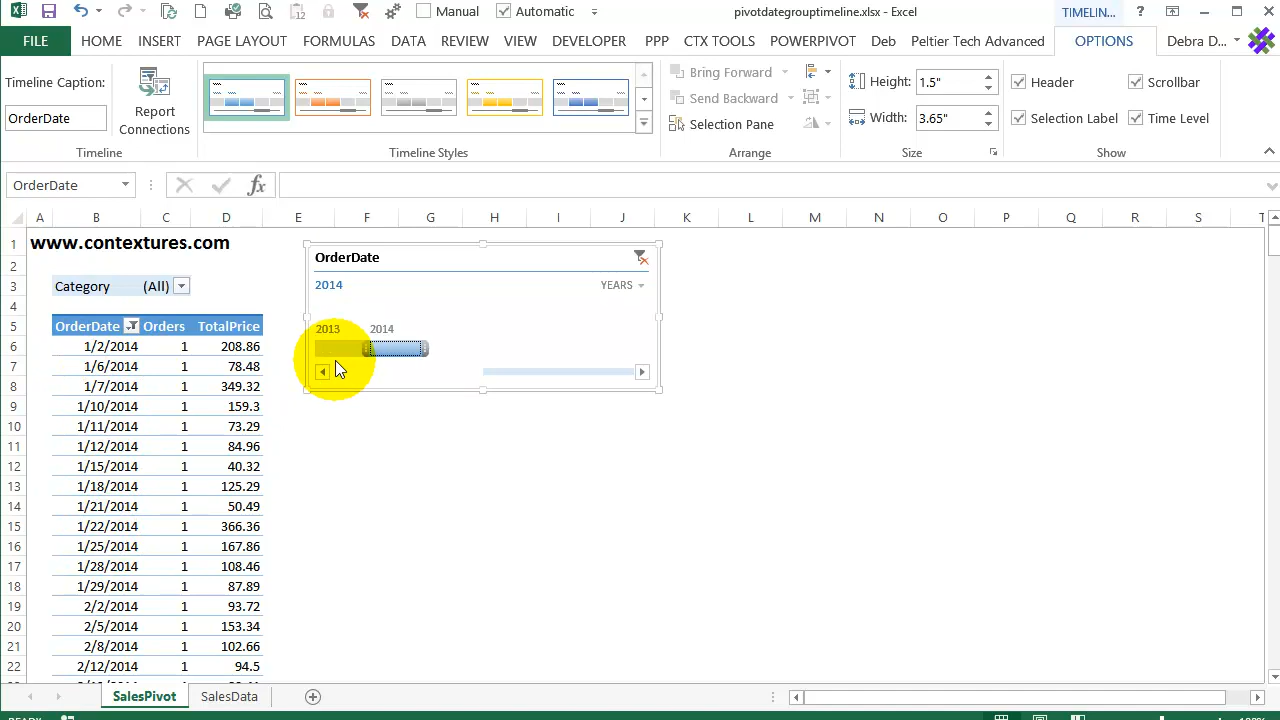 Manual
Automatic
pivotdategrouptimeline.xlsx - Excel
TIMELIN...
?
FILE
HOME
INSERT
PAGE LAYOUT
FORMULAS
DATA
REVIEW
VIEW
DEVELOPER
PPP
CTX TOOLS
POWERPIVOT
Deb
Peltier Tech Advanced
OPTIONS
Debra D...
Timeline Caption:
OrderDate
Timeline
Report
Connections
Timeline Styles
Bring Forward
Send Backward
Selection Pane
Arrange
Height: 1.5"
Width: 3.65"
Size
Header
Scrollbar
Selection Label
Time Level
Show
OrderDate
fx
A B C D E F G H I J K L M N O P Q R S T
1 www.contextures.com
2
3 Category (All)
4
5 OrderDate Orders TotalPrice
6 1/2/2014 1 208.86
7 1/6/2014 1 78.48
8 1/7/2014 1 349.32
9 1/10/2014 1 159.3
10 1/11/2014 1 73.29
11 1/12/2014 1 84.96
12 1/15/2014 1 40.32
13 1/18/2014 1 125.29
14 1/21/2014 1 50.49
15 1/22/2014 1 366.36
16 1/25/2014 1 167.86
17 1/28/2014 1 108.46
18 1/29/2014 1 87.89
19 2/2/2014 1 93.72
20 2/5/2014 1 153.34
21 2/8/2014 1 102.66
22 2/12/2014 1 94.5
OrderDate
2014
YEARS
2013 2014
SalesPivot
SalesData